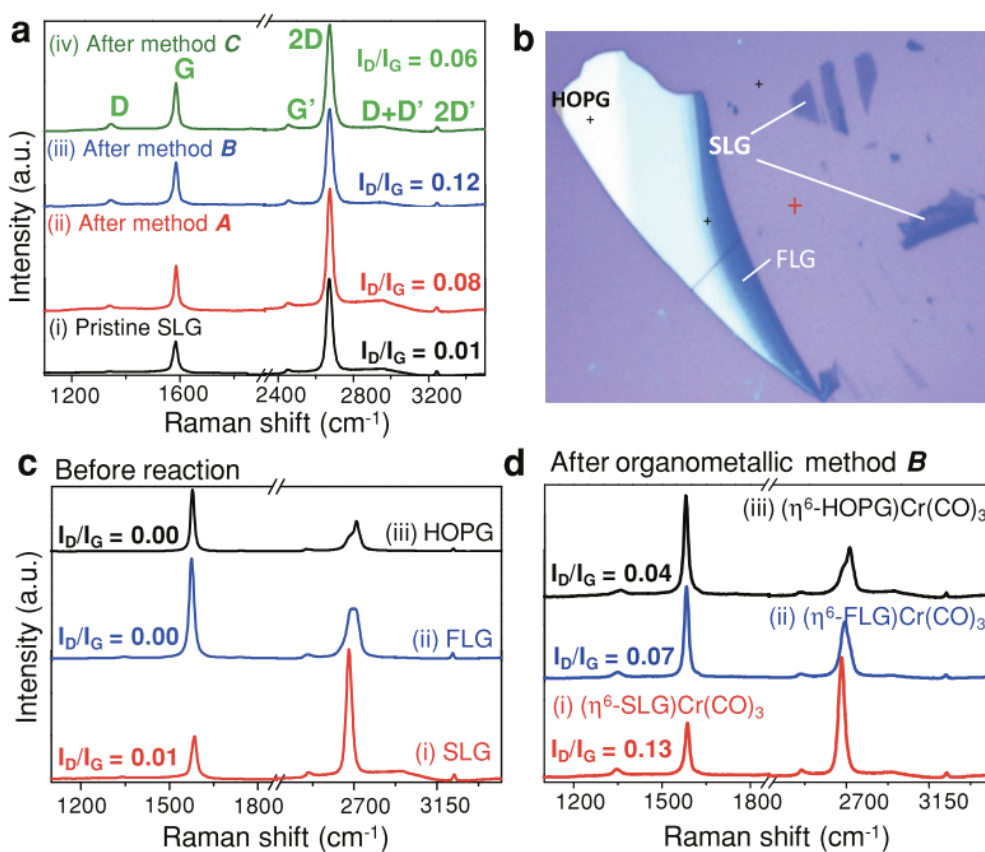 a
(iv) After method C
2D
I_D/I_G = 0.06
G
D
G’
D+D’
2D’
(iii) After method B
I_D/I_G = 0.12
(ii) After method A
I_D/I_G = 0.08
(i) Pristine SLG
I_D/I_G = 0.01
Intensity (a.u.)
1200 1600 2400 2800 3200
Raman shift (cm⁻¹)
b
HOPG
SLG
FLG
c Before reaction
I_D/I_G = 0.00
(iii) HOPG
I_D/I_G = 0.00
(ii) FLG
I_D/I_G = 0.01
(i) SLG
Intensity (a.u.)
1200 1500 1800 2700 3150
Raman shift (cm⁻¹)
d After organometallic method B
(iii) (η⁶-HOPG)Cr(CO)₃
I_D/I_G = 0.04
(ii) (η⁶-FLG)Cr(CO)₃
I_D/I_G = 0.07
(i) (η⁶-SLG)Cr(CO)₃
I_D/I_G = 0.13
1200 1500 1800 2700 3150
Raman shift (cm⁻¹)